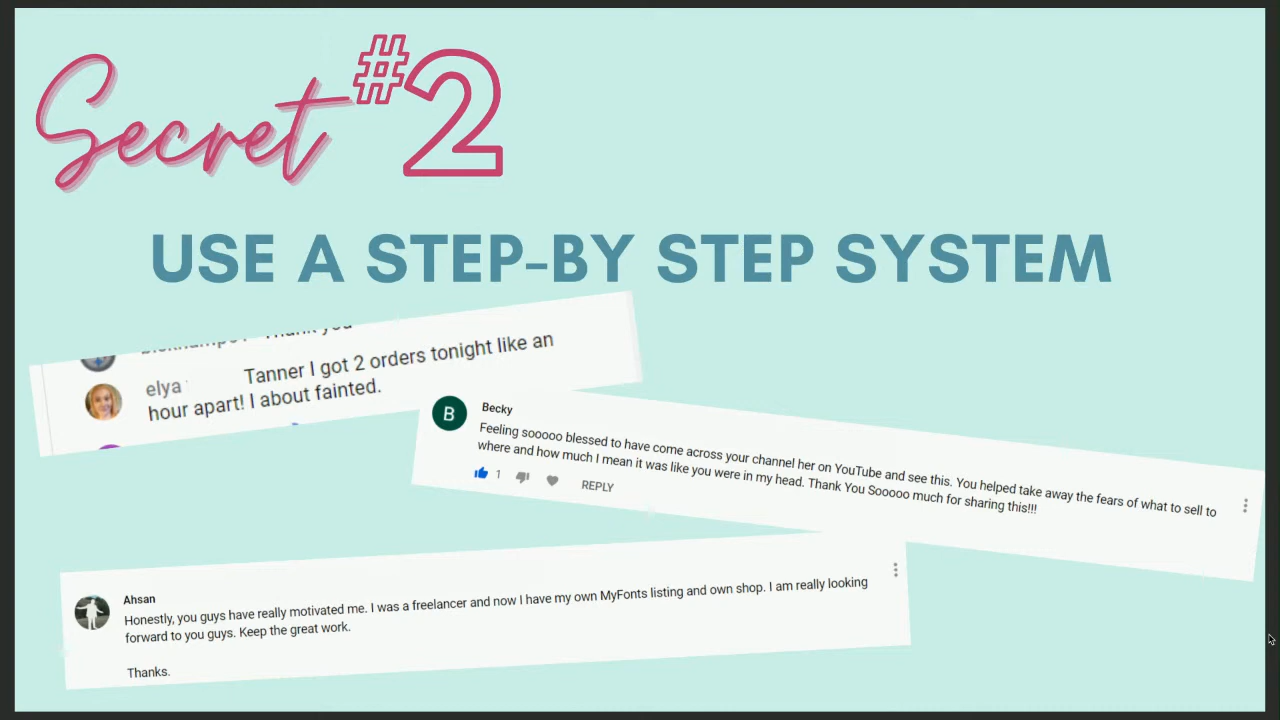 Secret #2
USE A STEP-BY STEP SYSTEM
elya Tanner I got 2 orders tonight like an
hour apart! I about fainted.
B
Becky
Feeling sooooo blessed to have come across your channel her on YouTube and see this. You helped take away the fears of what to sell to
where and how much I mean it was like you were in my head. Thank You Sooooo much for sharing this!!!
1 REPLY
Ahsan
Honestly, you guys have really motivated me. I was a freelancer and now I have my own MyFonts listing and own shop. I am really looking
forward to you guys. Keep the great work.
Thanks.